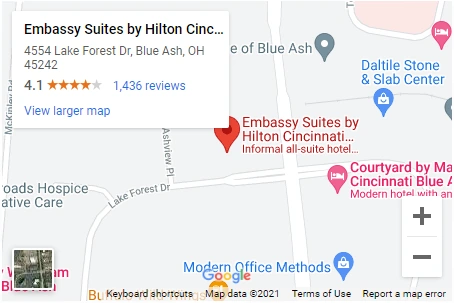 Embassy Suites by Hilton Cinc...
4554 Lake Forest Dr, Blue Ash, OH
45242
4.1
1,436 reviews
View larger map
e of Blue Ash
Daltile Stone
& Slab Center
McKinley Rd
Ashview Pl
Embassy Suites by
Hilton Cincinnati...
Informal all-suite hotel...
Courtyard by Ma
Cincinnati Blue A
Modern hotel with an
Lake Forest Dr
roads Hospice
ative Care
Modern Office Methods
Google
Keyboard shortcuts
Map data ©2021
Terms of Use
Report a map error